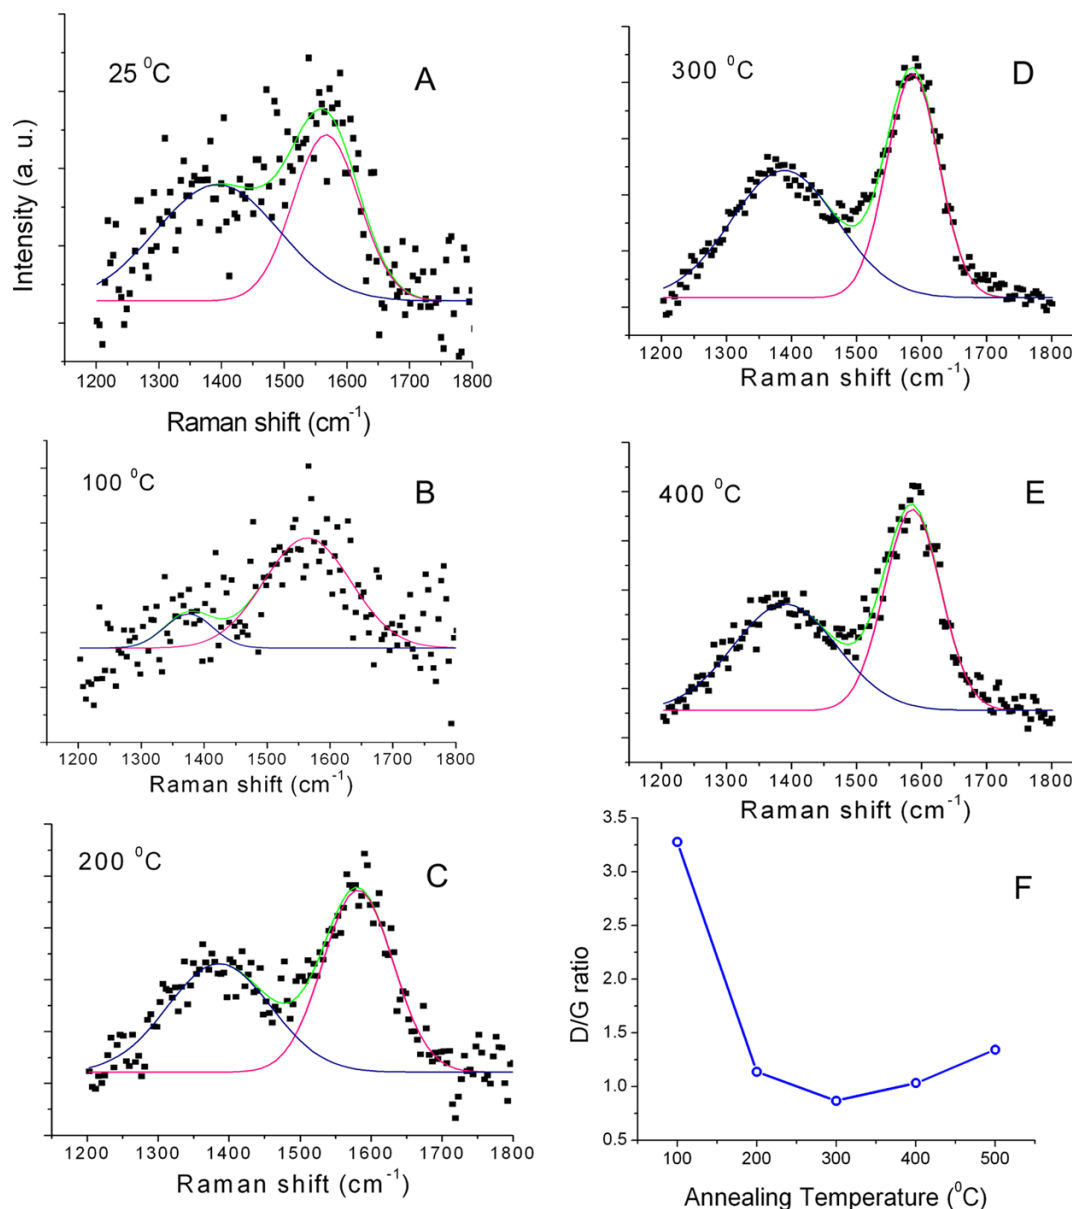 25 ⁰C
A
Intensity (a. u.)
1200 1300 1400 1500 1600 1700 1800
Raman shift (cm⁻¹)
300 ⁰C
D
1200 1300 1400 1500 1600 1700 1800
Raman shift (cm⁻¹)
100 ⁰C
B
1200 1300 1400 1500 1600 1700 1800
Raman shift (cm⁻¹)
400 ⁰C
E
1200 1300 1400 1500 1600 1700 1800
Raman shift (cm⁻¹)
200 ⁰C
C
1200 1300 1400 1500 1600 1700 1800
Raman shift (cm⁻¹)
F
D/G ratio
3.5
3.0
2.5
2.0
1.5
1.0
0.5
100 200 300 400 500
Annealing Temperature (⁰C)